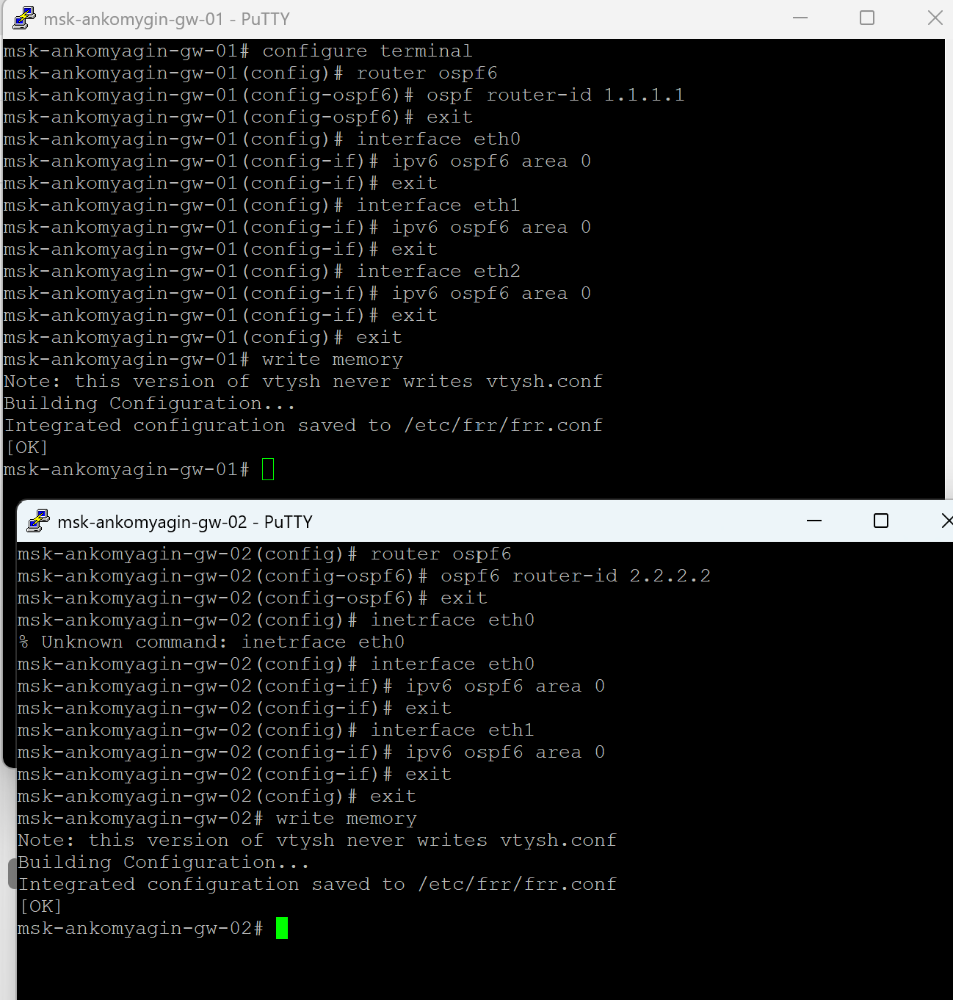 msk-ankomygin-gw-01 - PuTTY
msk-ankomyagin-gw-01# configure terminal
msk-ankomyagin-gw-01(config)# router ospf6
msk-ankomyagin-gw-01(config-ospf6)# ospf router-id 1.1.1.1
msk-ankomyagin-gw-01(config-ospf6)# exit
msk-ankomyagin-gw-01(config)# interface eth0
msk-ankomyagin-gw-01(config-if)# ipv6 ospf6 area 0
msk-ankomyagin-gw-01(config-if)# exit
msk-ankomyagin-gw-01(config)# interface eth1
msk-ankomyagin-gw-01(config-if)# ipv6 ospf6 area 0
msk-ankomyagin-gw-01(config-if)# exit
msk-ankomyagin-gw-01(config)# interface eth2
msk-ankomyagin-gw-01(config-if)# ipv6 ospf6 area 0
msk-ankomyagin-gw-01(config-if)# exit
msk-ankomyagin-gw-01(config)# exit
msk-ankomyagin-gw-01# write memory
Note: this version of vtysh never writes vtysh.conf
Building Configuration...
Integrated configuration saved to /etc/frr/frr.conf
[OK]
msk-ankomyagin-gw-01#
msk-ankomyagin-gw-02 - PuTTY
msk-ankomyagin-gw-02(config)# router ospf6
msk-ankomyagin-gw-02(config-ospf6)# ospf6 router-id 2.2.2.2
msk-ankomyagin-gw-02(config-ospf6)# exit
msk-ankomyagin-gw-02(config)# inetrface eth0
% Unknown command: inetrface eth0
msk-ankomyagin-gw-02(config)# interface eth0
msk-ankomyagin-gw-02(config-if)# ipv6 ospf6 area 0
msk-ankomyagin-gw-02(config-if)# exit
msk-ankomyagin-gw-02(config)# interface eth1
msk-ankomyagin-gw-02(config-if)# ipv6 ospf6 area 0
msk-ankomyagin-gw-02(config-if)# exit
msk-ankomyagin-gw-02(config)# exit
msk-ankomyagin-gw-02# write memory
Note: this version of vtysh never writes vtysh.conf
Building Configuration...
Integrated configuration saved to /etc/frr/frr.conf
[OK]
msk-ankomyagin-gw-02#